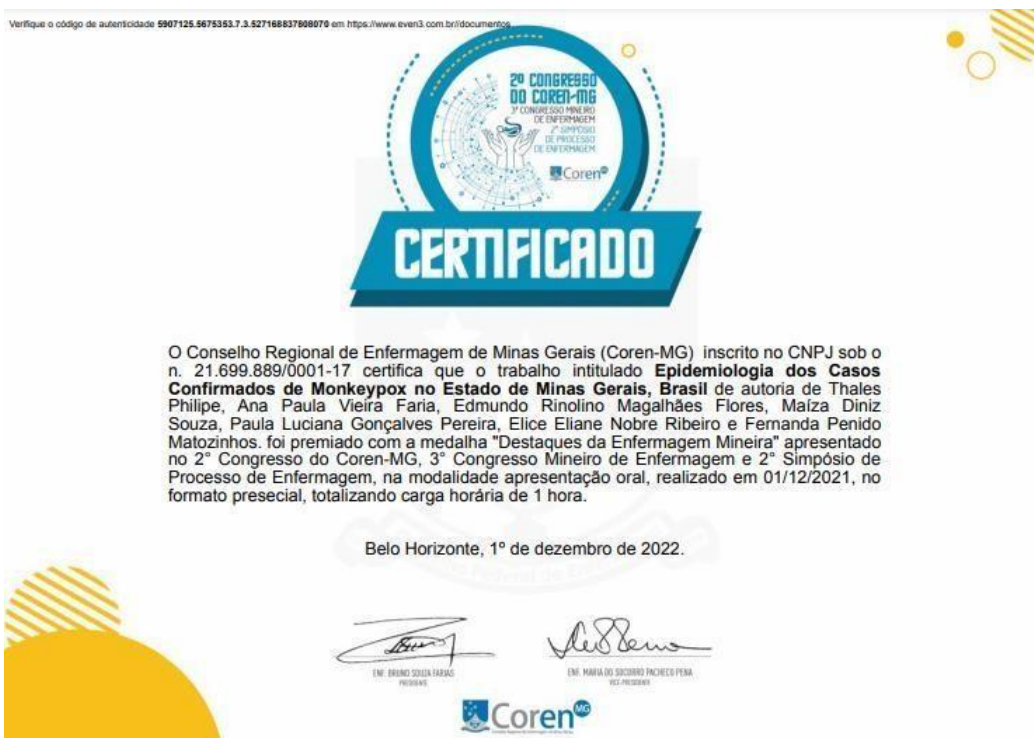 Verifique o código de autenticidade 5907125.5675353.7.3.527168837808070 em https://www.even3.com.br//documentos
2º CONGRESSO
DO COREN-MG
3º CONGRESSO MINEIRO
DE ENFERMAGEM
2º SIMPÓSIO
DE PROCESSO
DE ENFERMAGEM
Coren MG
CERTIFICADO
O Conselho Regional de Enfermagem de Minas Gerais (Coren-MG) inscrito no CNPJ sob o
n. 21.699.889/0001-17 certifica que o trabalho intitulado Epidemiologia dos Casos
Confirmados de Monkeypox no Estado de Minas Gerais, Brasil de autoria de Thales
Philipe, Ana Paula Vieira Faria, Edmundo Rinolino Magalhães Flores, Maíza Diniz
Souza, Paula Luciana Gonçalves Pereira, Elice Eliane Nobre Ribeiro e Fernanda Penido
Matozinhos. foi premiado com a medalha "Destaques da Enfermagem Mineira" apresentado
no 2° Congresso do Coren-MG, 3° Congresso Mineiro de Enfermagem e 2° Simpósio de
Processo de Enfermagem, na modalidade apresentação oral, realizado em 01/12/2021, no
formato presecial, totalizando carga horária de 1 hora.
Belo Horizonte, 1º de dezembro de 2022.
ENF. BRUNO SOUZA FARIAS
PRESIDENTE
ENF. MARIA DO SOCORRO PACHECO PENA
VICE-PRESIDENTE
Coren MG